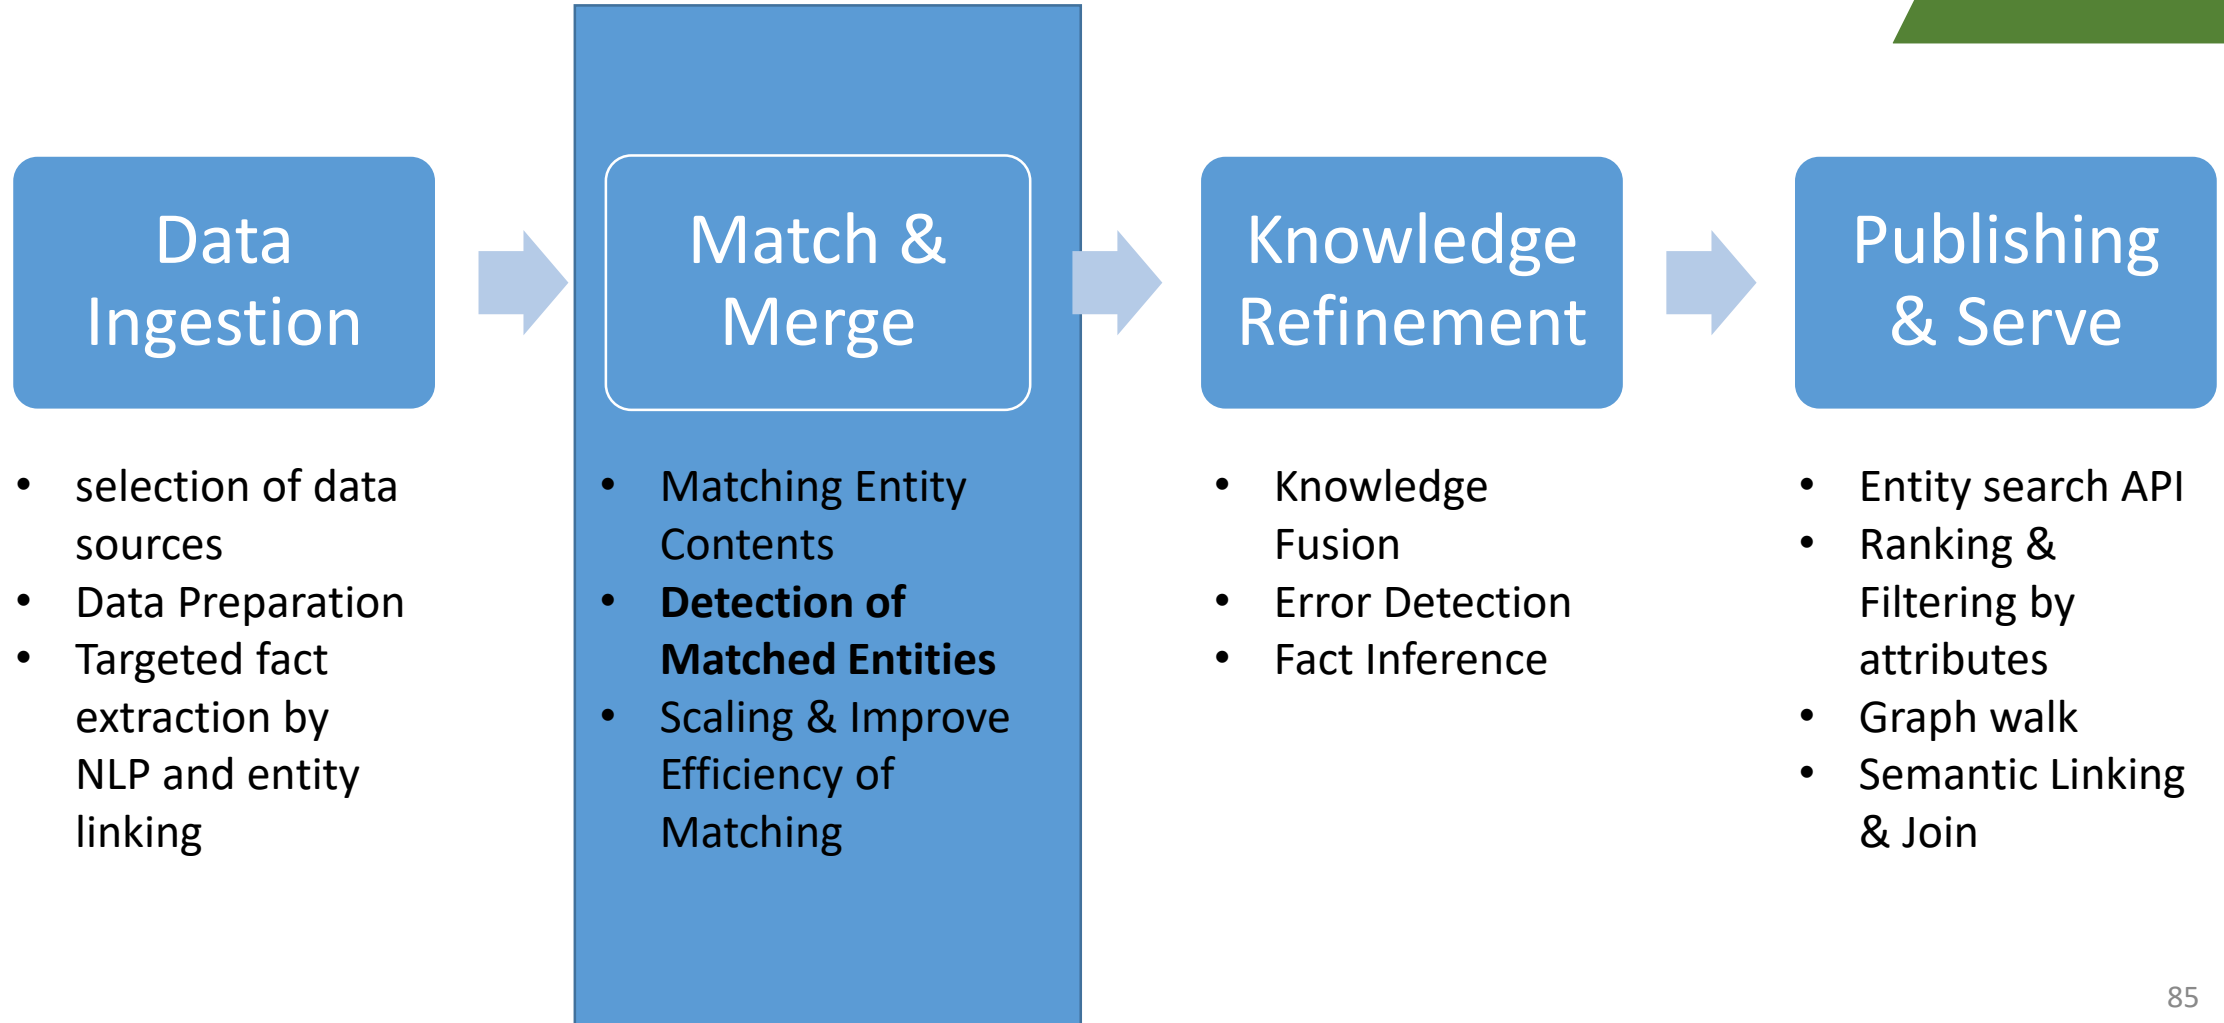 Data
Ingestion
• selection of data
sources
• Data Preparation
• Targeted fact
extraction by
NLP and entity
linking
Match &
Merge
• Matching Entity
Contents
• Detection of
Matched Entities
• Scaling & Improve
Efficiency of
Matching
Knowledge
Refinement
• Knowledge
Fusion
• Error Detection
• Fact Inference
Publishing
& Serve
• Entity search API
• Ranking &
Filtering by
attributes
• Graph walk
• Semantic Linking
& Join
85